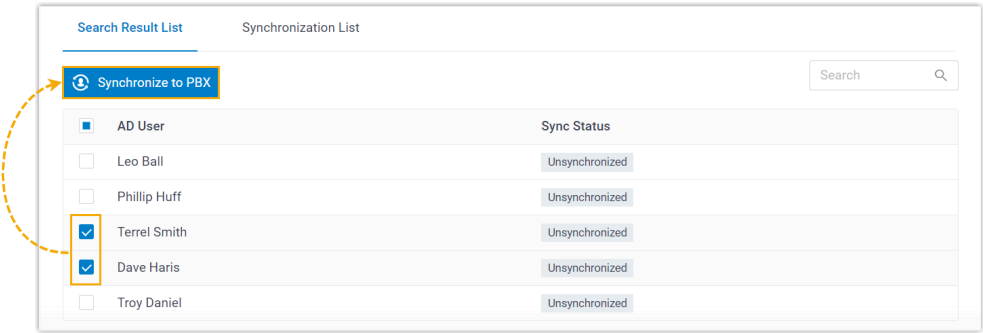 Search Result List Synchronization List
Synchronize to PBX Search
AD User Sync Status
Leo Ball Unsynchronized
Phillip Huff Unsynchronized
Terrel Smith Unsynchronized
Dave Haris Unsynchronized
Troy Daniel Unsynchronized